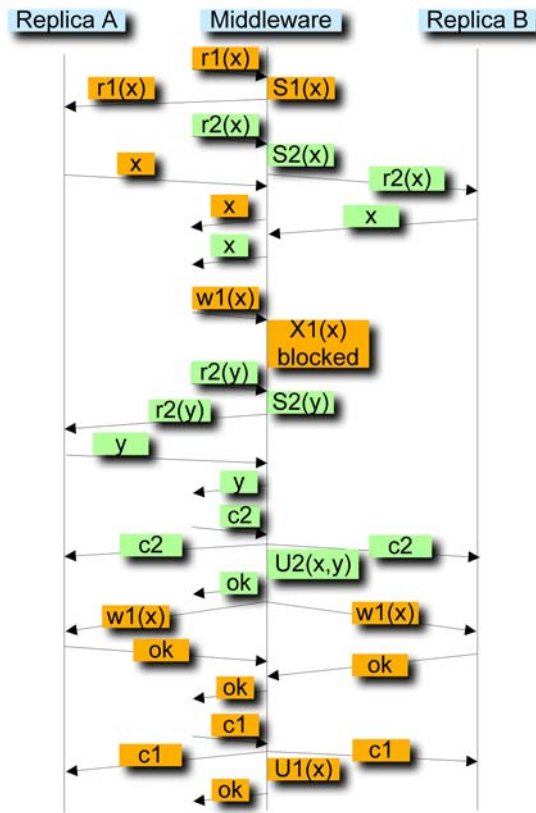 Replica A
Middleware
Replica B
r1(x)
r1(x)
S1(x)
r2(x)
S2(x)
x
r2(x)
x
x
x
w1(x)
X1(x)
blocked
r2(y)
S2(y)
r2(y)
y
y
c2
c2
c2
U2(x,y)
ok
w1(x)
w1(x)
ok
ok
ok
c1
c1
c1
U1(x)
ok